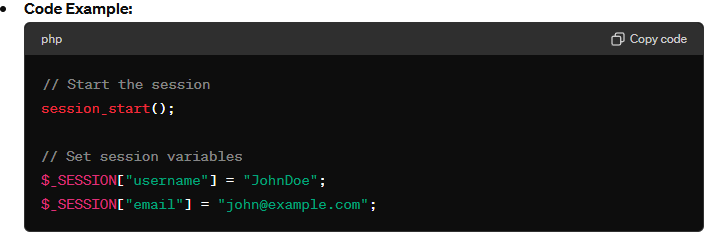 Code Example:
php
Copy code
// Start the session
session_start();
// Set session variables
$_SESSION["username"] = "JohnDoe";
$_SESSION["email"] = "john@example.com";